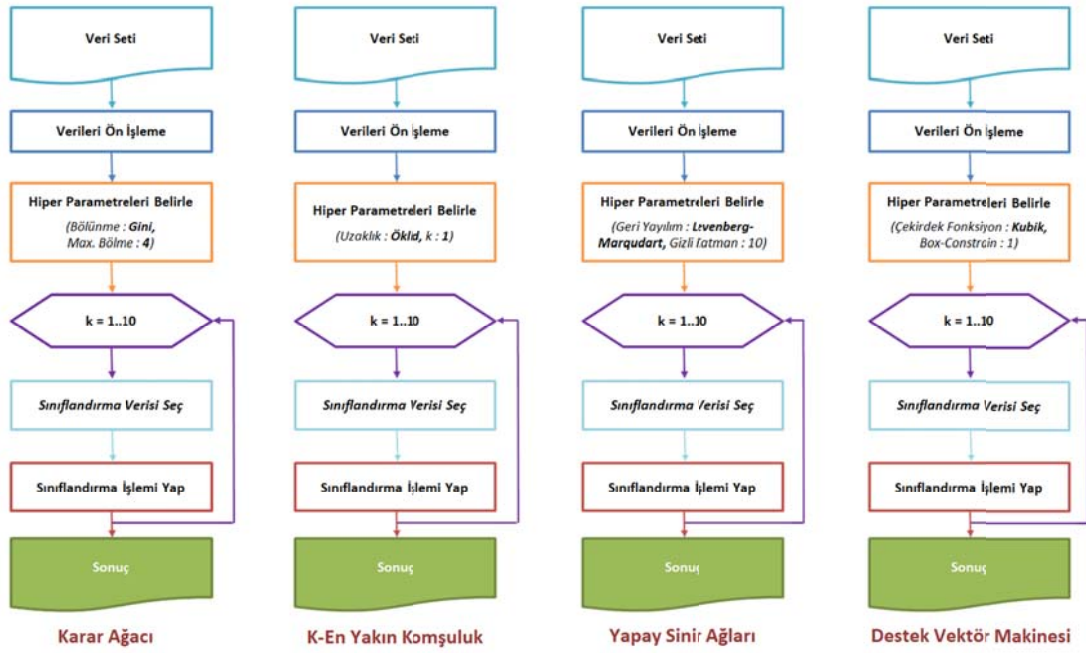 Veri Seti
Verileri Ön İşleme
Hiper Parametreleri Belirle
(Bölünme : Gini,
Max. Bölme : 4)
k = 1..10
Sınıflandırma Verisi Seç
Sınıflandırma İşlemi Yap
Sonuç
Karar Ağacı
Veri Seti
Verileri Ön İşleme
Hiper Parametreleri Belirle
(Uzaklık : Öklid, k : 1)
k = 1..10
Sınıflandırma Verisi Seç
Sınıflandırma İşlemi Yap
Sonuç
K-En Yakın Komşuluk
Veri Seti
Verileri Ön İşleme
Hiper Parametreleri Belirle
(Geri Yayılım : Levenberg-
Marqudart, Gizli Katman : 10)
k = 1..10
Sınıflandırma Verisi Seç
Sınıflandırma İşlemi Yap
Sonuç
Yapay Sinir Ağları
Veri Seti
Verileri Ön İşleme
Hiper Parametreleri Belirle
(Çekirdek Fonksiyon : Kubik,
Box-Constrain : 1)
k = 1..10
Sınıflandırma Verisi Seç
Sınıflandırma İşlemi Yap
Sonuç
Destek Vektör Makinesi